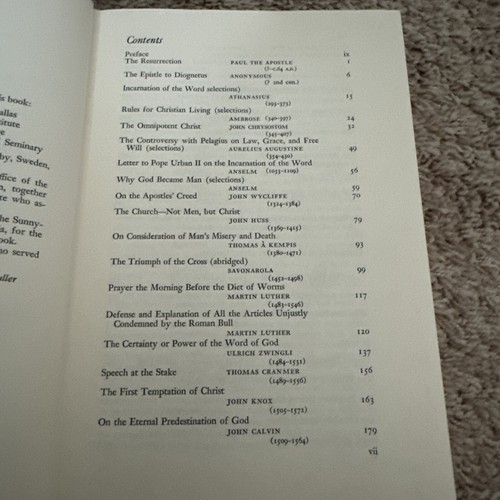 is book:
allas
titute
e
Seminary
by, Sweden,
ffice of the
n, together
re who as-
he Sunny-
is, for the
ook.
ho served
aller
Contents
Preface ix
The Resurrection PAUL THE APOSTLE 1
(?–c.64 A.D.)
The Epistle to Diognetus ANONYMOUS 6
(? 2nd cent.)
Incarnation of the Word (selections)
ATHANASIUS 15
(293–373)
Rules for Christian Living (selections)
AMBROSE (340–397) 24
The Omnipotent Christ JOHN CHRYSOSTOM 32
(345–407)
The Controversy with Pelagius on Law, Grace, and Free
Will (selections) AURELIUS AUGUSTINE 49
(354–430)
Letter to Pope Urban II on the Incarnation of the Word
ANSELM (1033–1109) 56
Why God Became Man (selections)
ANSELM 59
On the Apostles' Creed JOHN WYCLIFFE 70
(1324–1384)
The Church—Not Men, but Christ
JOHN HUSS 79
(1369–1415)
On Consideration of Man's Misery and Death
THOMAS À KEMPIS 93
(1380–1471)
The Triumph of the Cross (abridged)
SAVONAROLA 99
(1452–1498)
Prayer the Morning Before the Diet of Worms
MARTIN LUTHER 117
(1483–1546)
Defense and Explanation of All the Articles Unjustly
Condemned by the Roman Bull
MARTIN LUTHER 120
The Certainty or Power of the Word of God
ULRICH ZWINGLI 137
(1484–1531)
Speech at the Stake THOMAS CRANMER 156
(1489–1556)
The First Temptation of Christ
JOHN KNOX 163
(1505–1572)
On the Eternal Predestination of God
JOHN CALVIN 179
(1509–1564)
vii